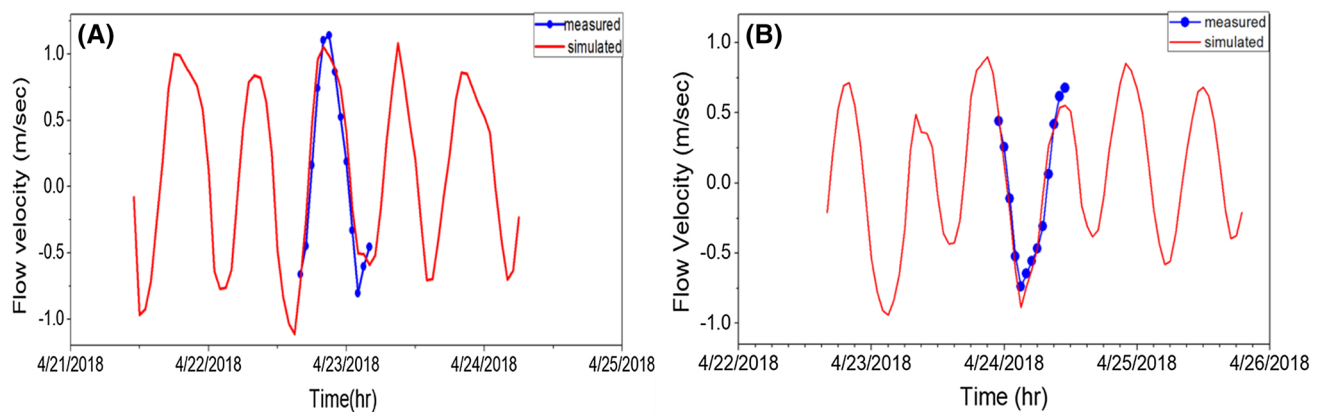 (A)
measured
simulated
1.0
0.5
0.0
-0.5
-1.0
Flow velocity (m/sec)
4/21/2018 4/22/2018 4/23/2018 4/24/2018 4/25/2018
Time(hr)
(B)
measured
simulated
1.0
0.5
0.0
-0.5
-1.0
Flow Velocity (m/sec)
4/22/2018 4/23/2018 4/24/2018 4/25/2018 4/26/2018
Time (hr)